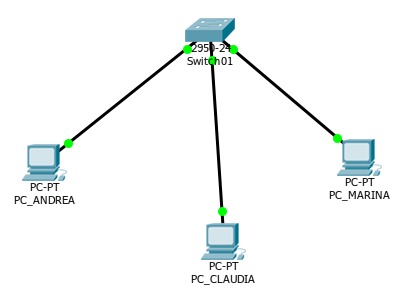 2950-24
Switch01
PC-PT
PC_ANDREA
PC-PT
PC_MARINA
PC-PT
PC_CLAUDIA